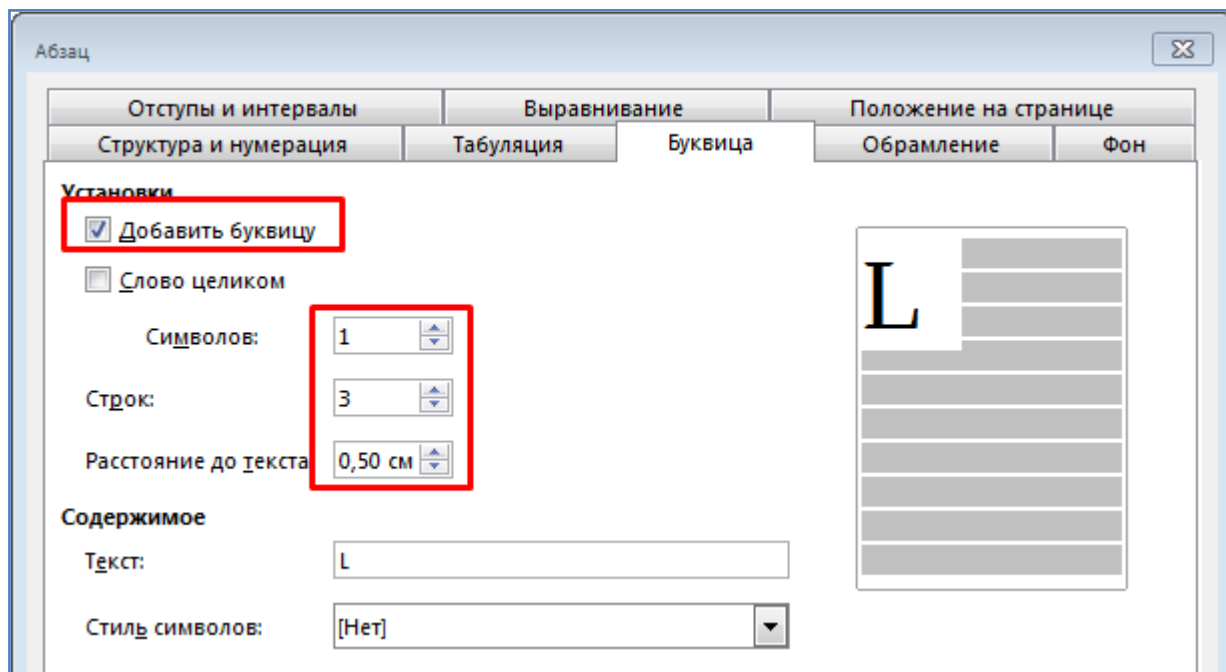 Абзац
Отступы и интервалы Выравнивание Положение на странице
Структура и нумерация Табуляция Буквица Обрамление Фон
Установки
Добавить буквицу
Слово целиком
Символов: 1
Строк: 3
Расстояние до текста 0,50 см
L
Содержимое
Текст: L
Стиль символов: [Нет]